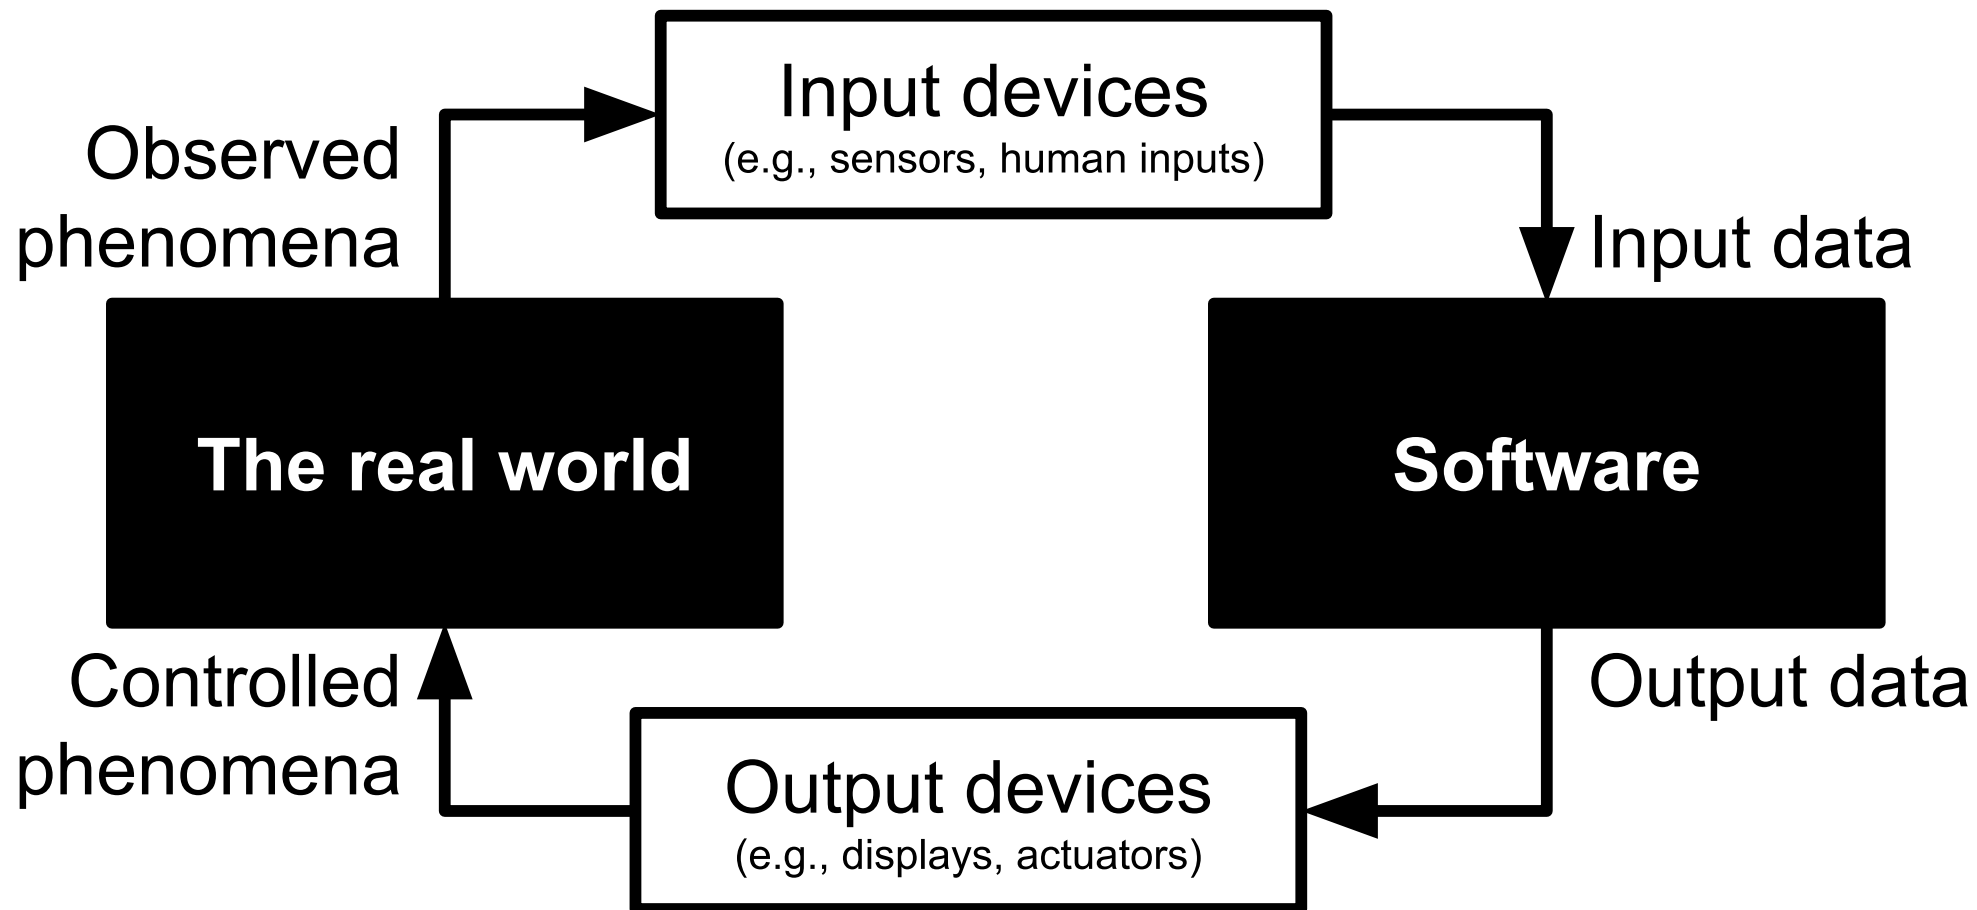 Input devices
(e.g., sensors, human inputs)
Observed
phenomena
Input data
The real world
Software
Controlled
phenomena
Output data
Output devices
(e.g., displays, actuators)